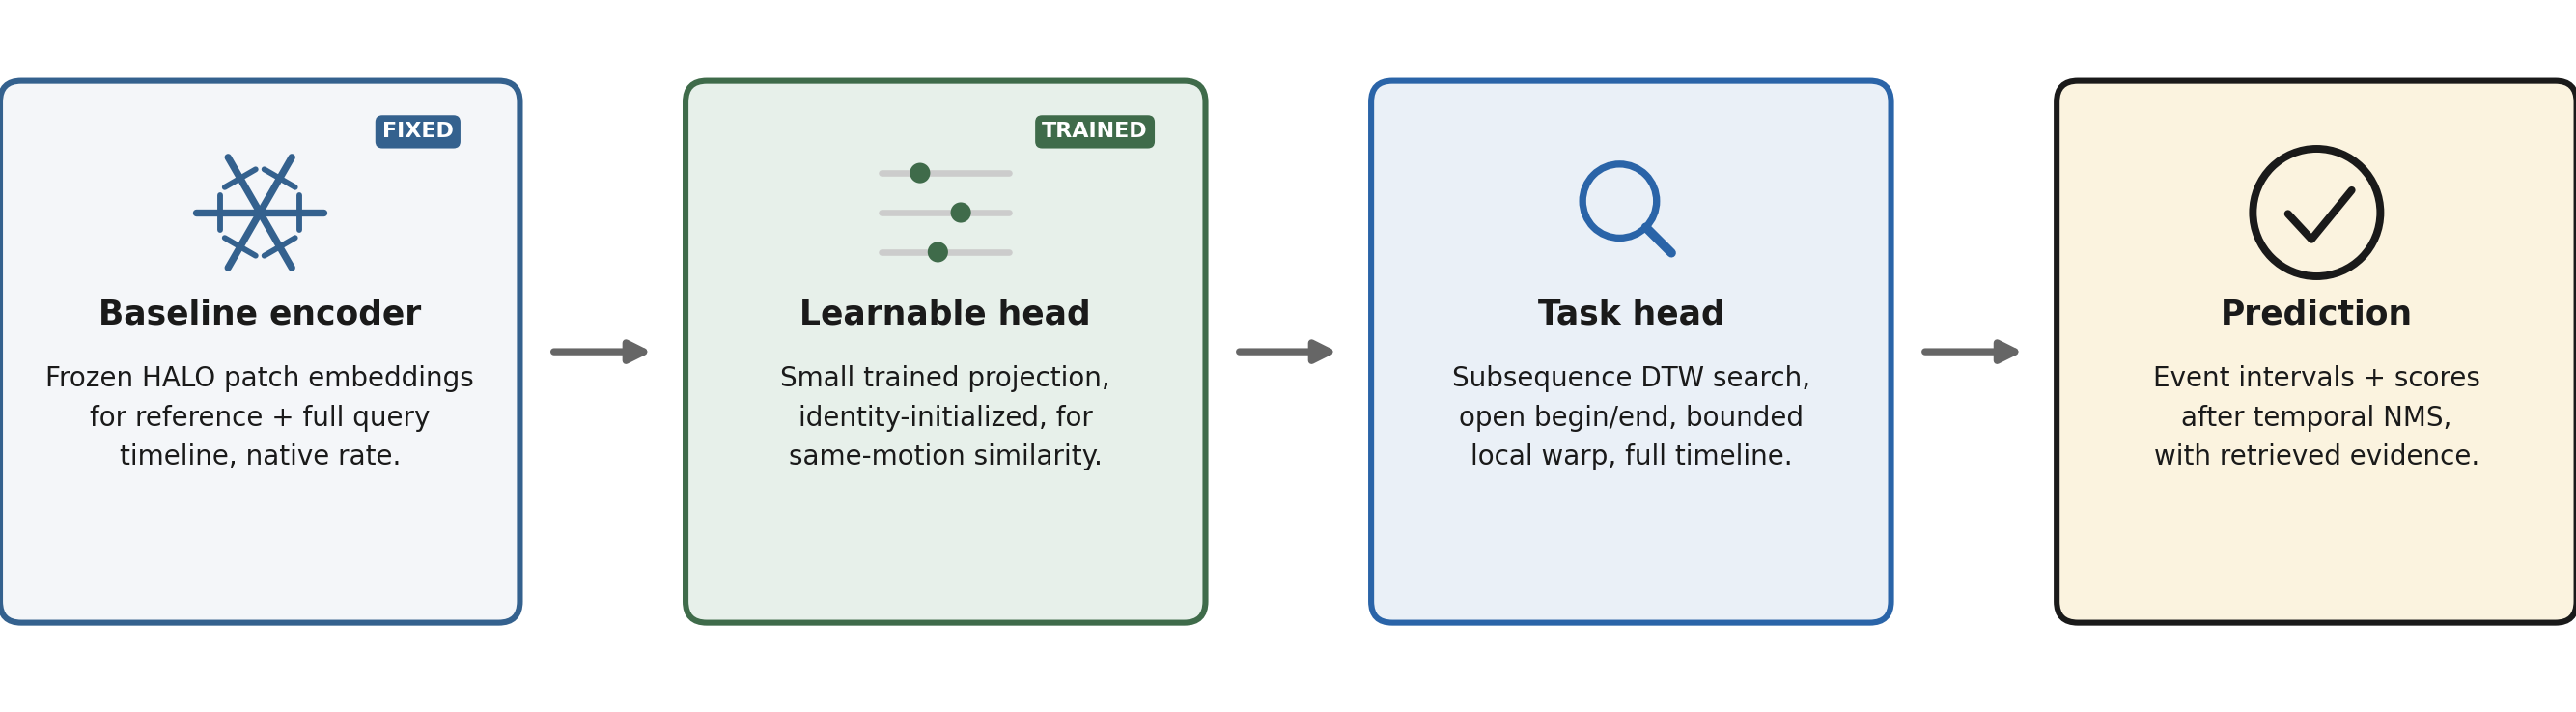 FIXED
Baseline encoder
Frozen HALO patch embeddings
for reference + full query
timeline, native rate.
TRAINED
Learnable head
Small trained projection,
identity-initialized, for
same-motion similarity.
Task head
Subsequence DTW search,
open begin/end, bounded
local warp, full timeline.
Prediction
Event intervals + scores
after temporal NMS,
with retrieved evidence.